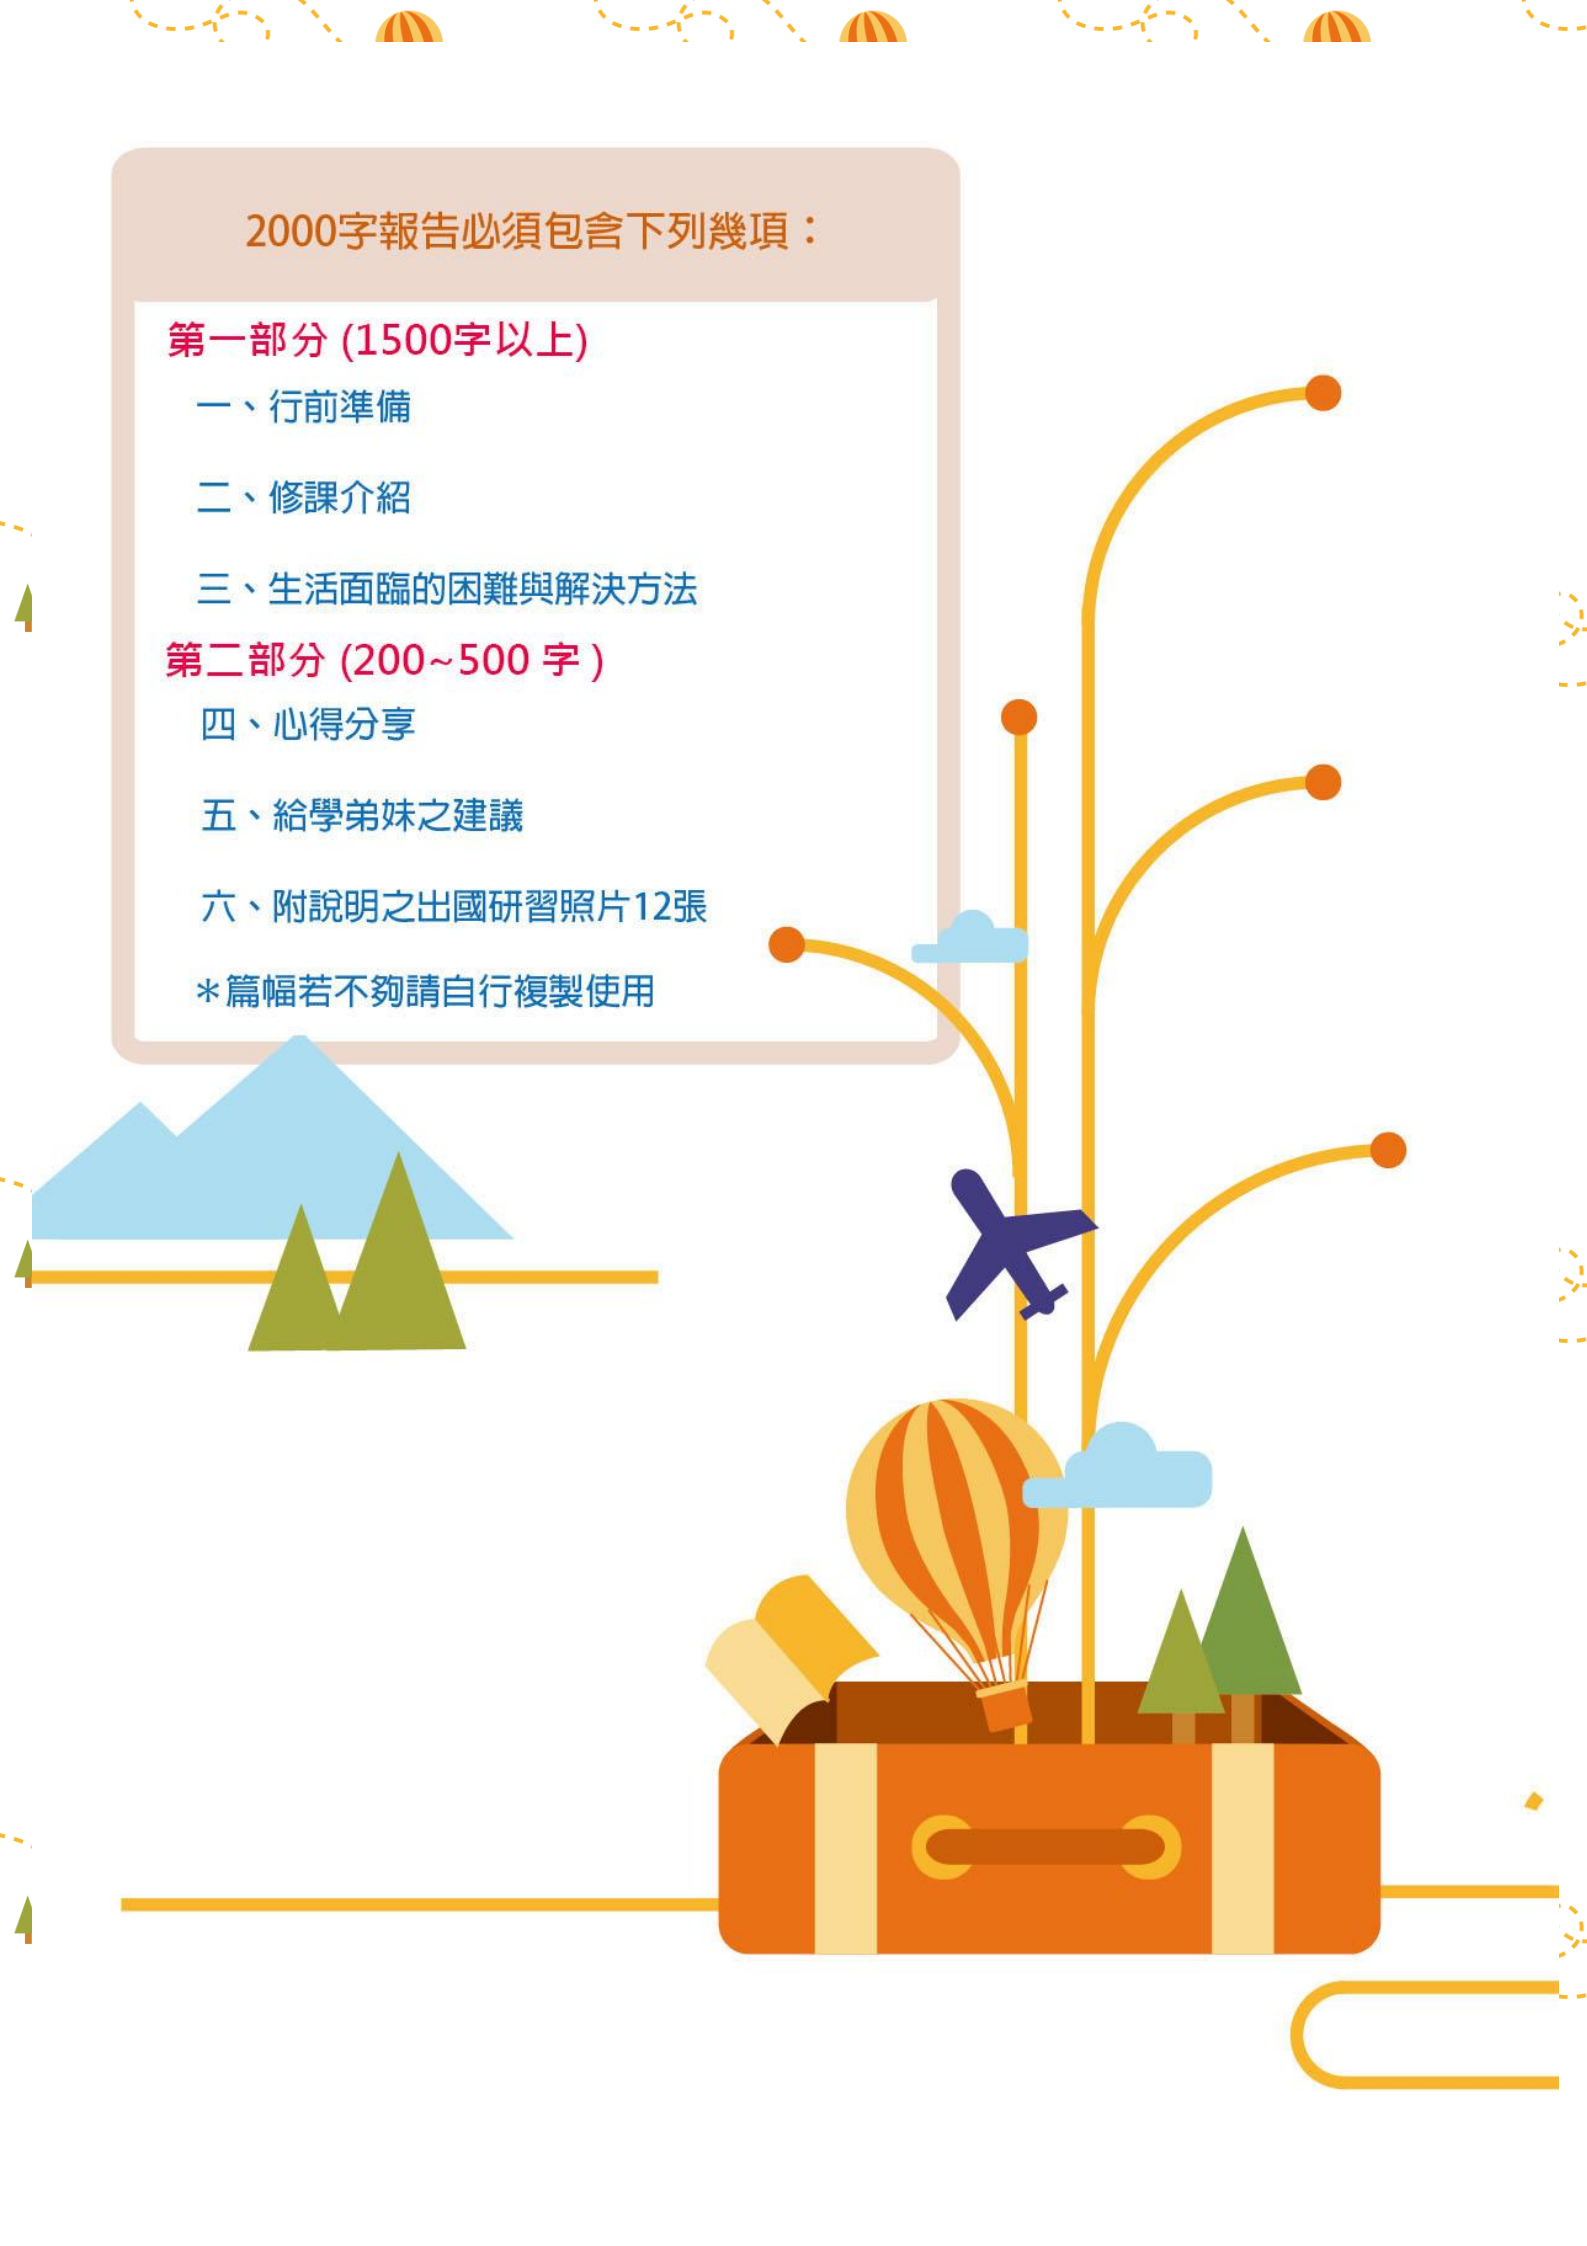 2000字報告必須包含下列幾項：
第一部分 (1500字以上)
一、行前準備
二、修課介紹
三、生活面臨的困難與解決方法
第二部分 (200~500 字 )
四、心得分享
五、給學弟妹之建議
六、附說明之出國研習照片12張
＊篇幅若不夠請自行複製使用